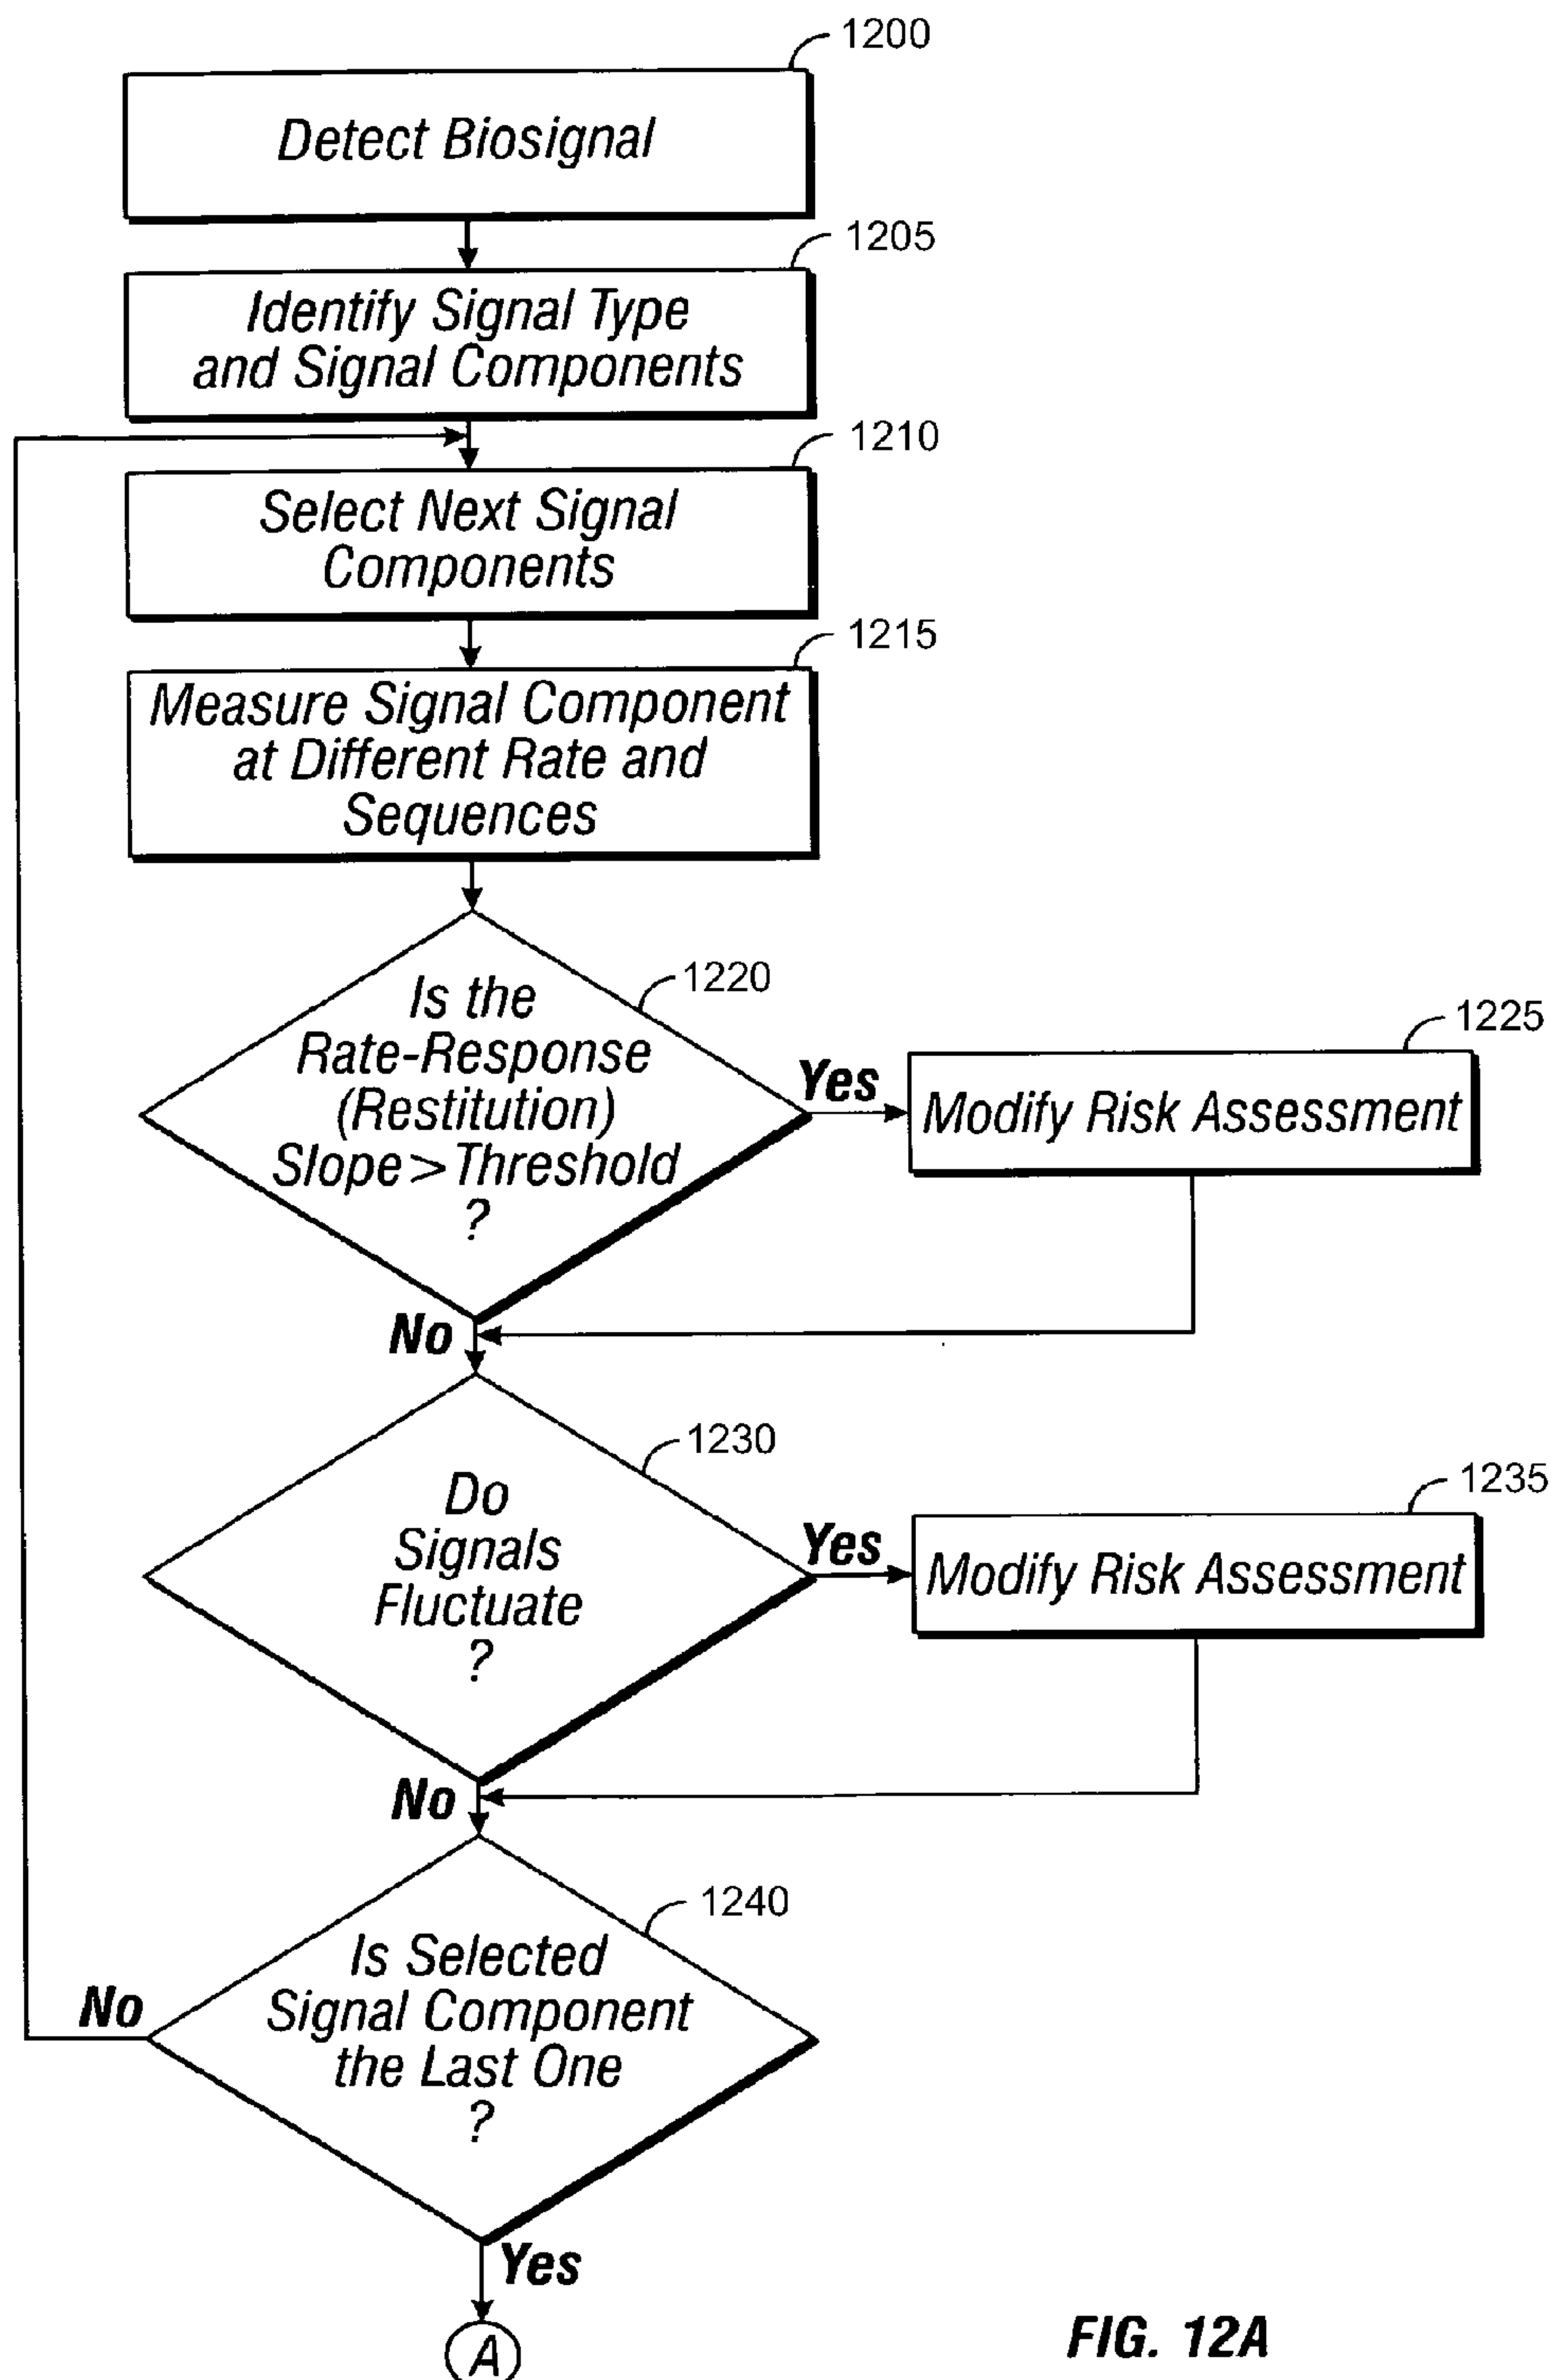 1200
Detect Biosignal
1205
Identify Signal Type
and Signal Components
1210
Select Next Signal
Components
1215
Measure Signal Component
at Different Rate and
Sequences
1220
Is the
Rate-Response
(Restitution)
Slope>Threshold
?
Yes
1225
Modify Risk Assessment
No
1230
Do
Signals
Fluctuate
?
Yes
1235
Modify Risk Assessment
No
1240
Is Selected
Signal Component
the Last One
?
No
Yes
A
FIG. 12A